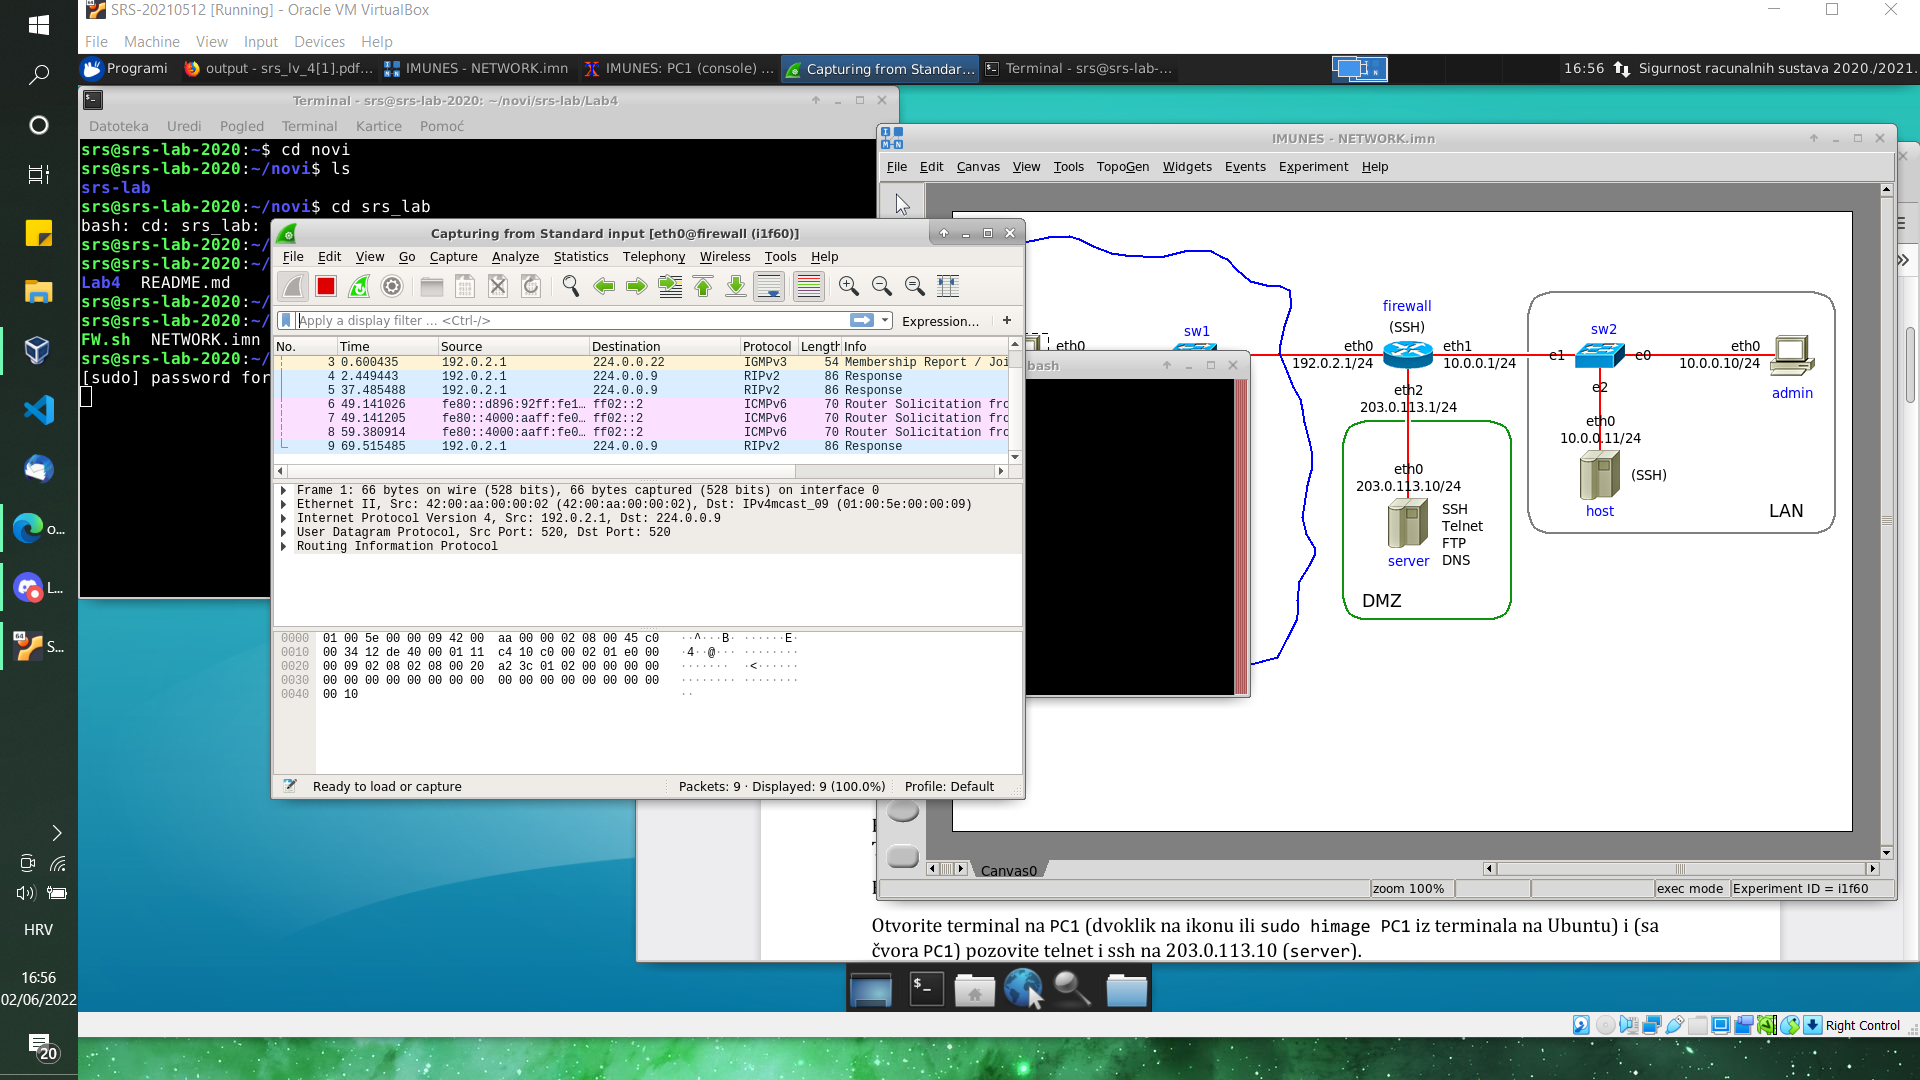 SRS-20210512 [Running] - Oracle VM VirtualBox
File Machine View Input Devices Help
Programi
output - srs_lv_4[1].pdf...
IMUNES - NETWORK.imn
IMUNES: PC1 (console) ...
Capturing from Standar...
Terminal - srs@srs-lab-...
16:56
Sigurnost racunalnih sustava 2020./2021.
Terminal - srs@srs-lab-2020: ~/novi/srs-lab/Lab4
Datoteka Uredi Pogled Terminal Kartice Pomoć
srs@srs-lab-2020:~$ cd novi
srs@srs-lab-2020:~/novi$ ls
srs-lab
srs@srs-lab-2020:~/novi$ cd srs_lab
bash: cd: srs_lab:
srs@srs-lab-2020:~/
srs@srs-lab-2020:~/
Lab4 README.md
srs@srs-lab-2020:~/
srs@srs-lab-2020:~/
FW.sh NETWORK.imn
srs@srs-lab-2020:~/
[sudo] password for
Capturing from Standard input [eth0@firewall (i1f60)]
File Edit View Go Capture Analyze Statistics Telephony Wireless Tools Help
Apply a display filter ... <Ctrl-/>
Expression... +
No. Time Source Destination Protocol Length Info
3 0.600435 192.0.2.1 224.0.0.22 IGMPv3 54 Membership Report / Joi
4 2.449443 192.0.2.1 224.0.0.9 RIPv2 86 Response
5 37.485488 192.0.2.1 224.0.0.9 RIPv2 86 Response
6 49.141026 fe80::d896:92ff:fe1... ff02::2 ICMPv6 70 Router Solicitation frc
7 49.141205 fe80::4000:aaff:fe0... ff02::2 ICMPv6 70 Router Solicitation frc
8 59.380914 fe80::4000:aaff:fe0... ff02::2 ICMPv6 70 Router Solicitation frc
9 69.515485 192.0.2.1 224.0.0.9 RIPv2 86 Response
Frame 1: 66 bytes on wire (528 bits), 66 bytes captured (528 bits) on interface 0
Ethernet II, Src: 42:00:aa:00:00:02 (42:00:aa:00:00:02), Dst: IPv4mcast_09 (01:00:5e:00:00:09)
Internet Protocol Version 4, Src: 192.0.2.1, Dst: 224.0.0.9
User Datagram Protocol, Src Port: 520, Dst Port: 520
Routing Information Protocol
0000 01 00 5e 00 00 09 42 00 aa 00 00 02 08 00 45 c0 ··^···B· ······E·
0010 00 34 12 de 40 00 01 11 c4 10 c0 00 02 01 e0 00 ·4··@··· ········
0020 00 09 02 08 02 08 00 20 a2 3c 01 02 00 00 00 00 ······· ·<······
0030 00 00 00 00 00 00 00 00 00 00 00 00 00 00 00 00 ········ ········
0040 00 10 ··
Ready to load or capture
Packets: 9 · Displayed: 9 (100.0%)
Profile: Default
IMUNES - NETWORK.imn
File Edit Canvas View Tools TopoGen Widgets Events Experiment Help
eth0
sw1
firewall
(SSH)
eth0
192.0.2.1/24
eth1
10.0.0.1/24
eth2
203.0.113.1/24
sw2
e1
e0
e2
eth0
10.0.0.10/24
admin
eth0
10.0.0.11/24
(SSH)
host
LAN
eth0
203.0.113.10/24
SSH
Telnet
FTP
DNS
server
DMZ
bash
Canvas0
zoom 100%
exec mode
Experiment ID = i1f60
Otvorite terminal na PC1 (dvoklik na ikonu ili sudo himage PC1 iz terminala na Ubuntu) i (sa
čvora PC1) pozovite telnet i ssh na 203.0.113.10 (server).
Right Control
o...
L...
64
S...
HRV
16:56
02/06/2022
20